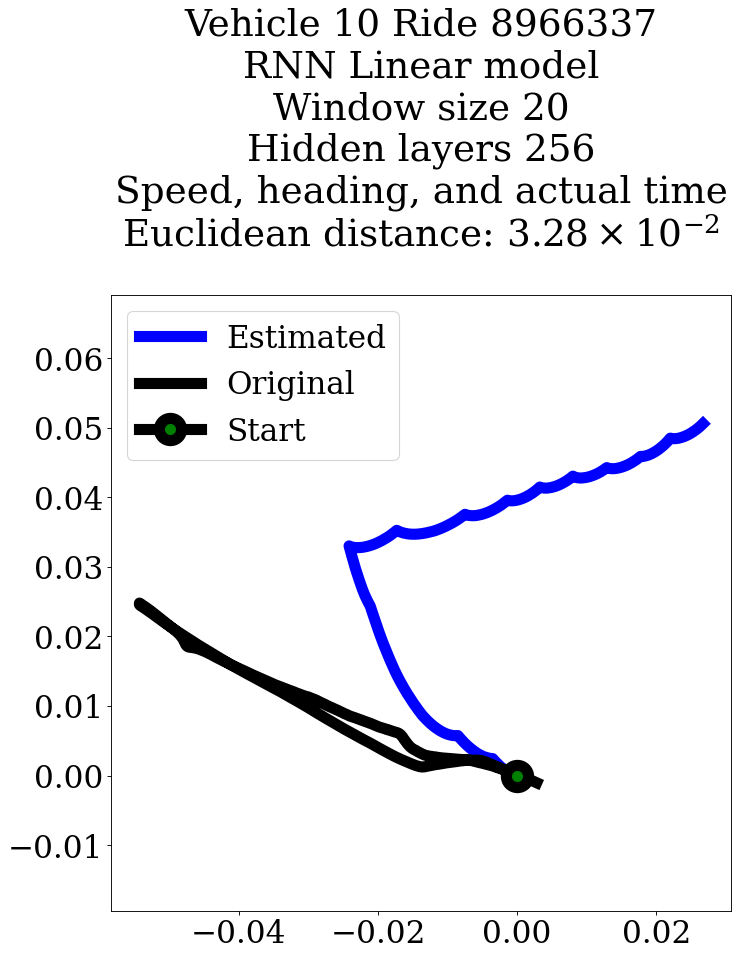 Vehicle 10 Ride 8966337
RNN Linear model
Window size 20
Hidden layers 256
Speed, heading, and actual time
Euclidean distance: 3.28 × 10⁻²
Estimated
Original
Start
0.06
0.05
0.04
0.03
0.02
0.01
0.00
−0.01
−0.04
−0.02
0.00
0.02